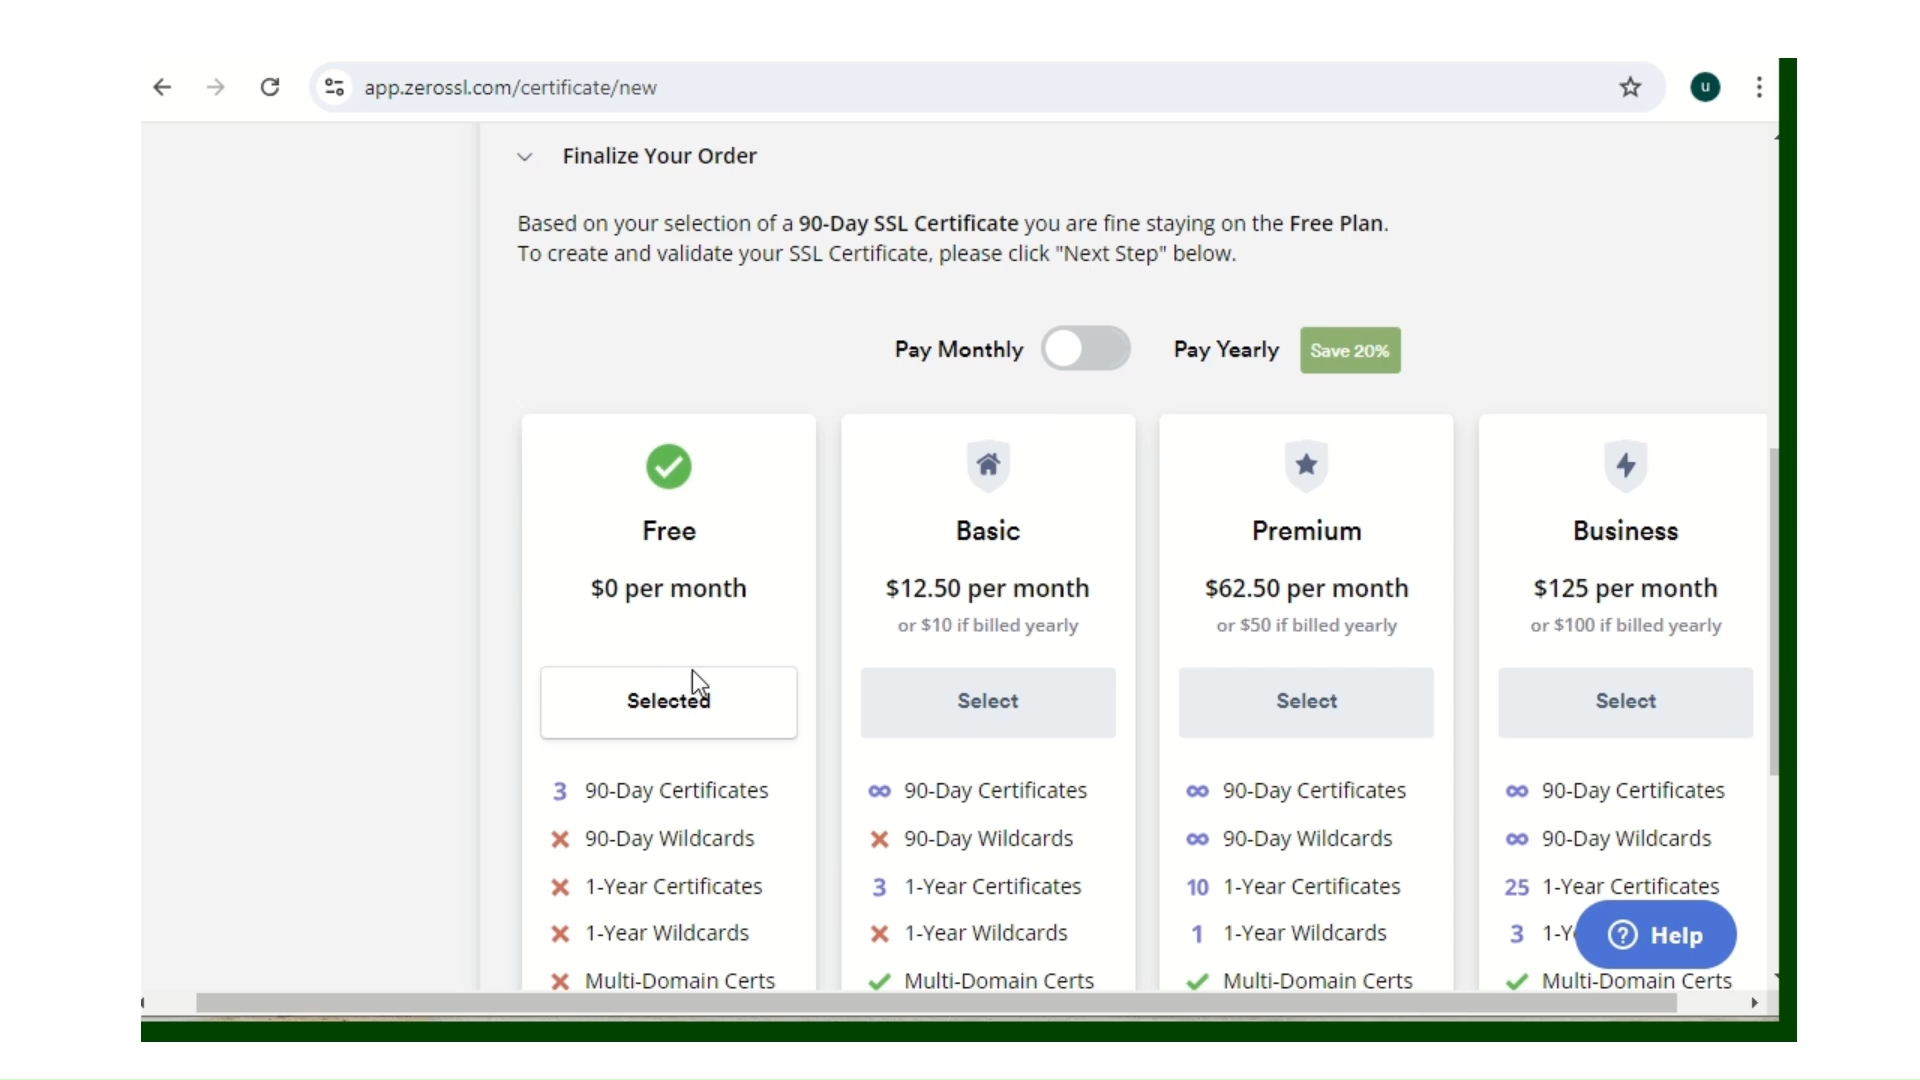 app.zerossl.com/certificate/new
u
Finalize Your Order
Based on your selection of a 90-Day SSL Certificate you are fine staying on the Free Plan.
To create and validate your SSL Certificate, please click "Next Step" below.
Pay Monthly
Pay Yearly
Save 20%
Free
$0 per month
Selected
3 90-Day Certificates
90-Day Wildcards
1-Year Certificates
1-Year Wildcards
Multi-Domain Certs
Basic
$12.50 per month
or $10 if billed yearly
Select
∞ 90-Day Certificates
90-Day Wildcards
3 1-Year Certificates
1-Year Wildcards
Multi-Domain Certs
Premium
$62.50 per month
or $50 if billed yearly
Select
∞ 90-Day Certificates
∞ 90-Day Wildcards
10 1-Year Certificates
1 1-Year Wildcards
Multi-Domain Certs
Business
$125 per month
or $100 if billed yearly
Select
∞ 90-Day Certificates
∞ 90-Day Wildcards
25 1-Year Certificates
3 1-Y
Multi-Domain Certs
? Help